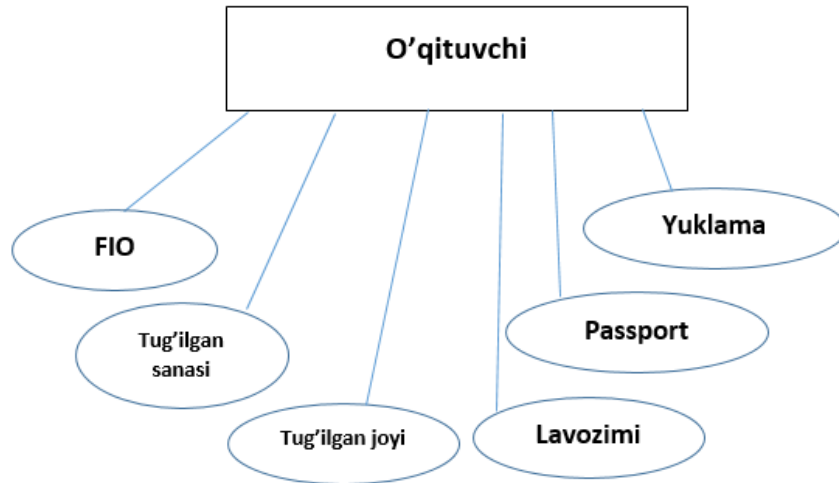 O’qituvchi
FIO
Tug’ilgan
sanasi
Tug’ilgan joyi
Lavozimi
Passport
Yuklama